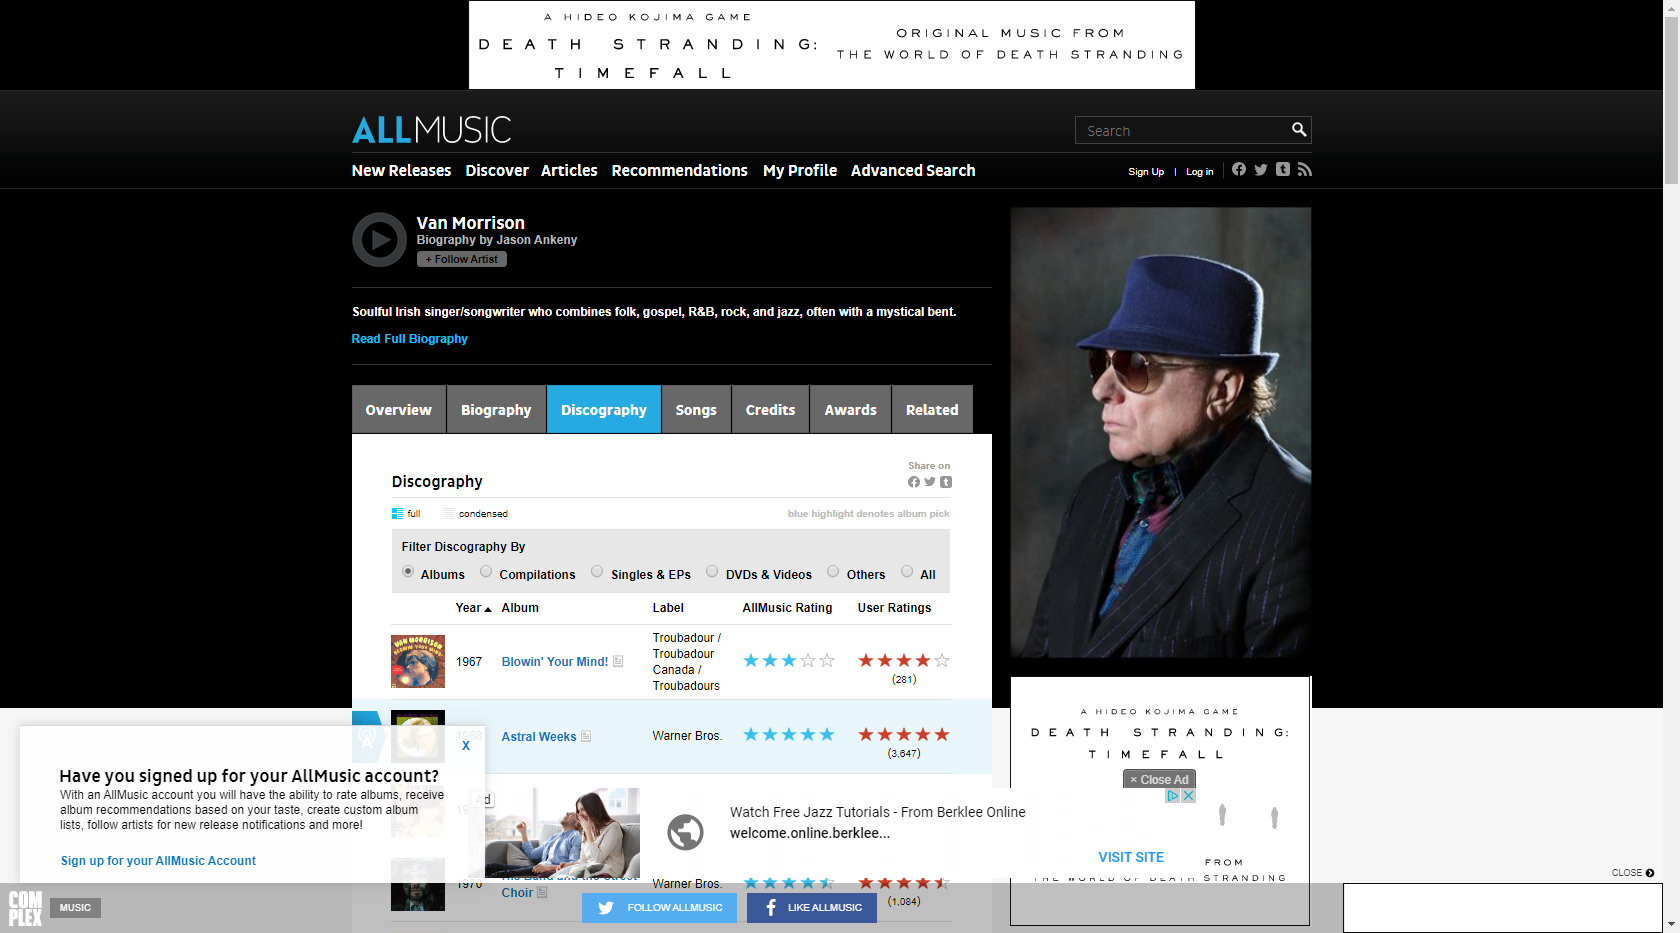 A HIDEO KOJIMA GAME
DEATH STRANDING:
TIMEFALL
ORIGINAL MUSIC FROM
THE WORLD OF DEATH STRANDING
ALLMUSIC
Search
New Releases Discover Articles Recommendations My Profile Advanced Search
Sign Up | Log in
Van Morrison
Biography by Jason Ankeny
+ Follow Artist
Soulful Irish singer/songwriter who combines folk, gospel, R&B, rock, and jazz, often with a mystical bent.
Read Full Biography
Overview Biography Discography Songs Credits Awards Related
Share on
Discography
full condensed blue highlight denotes album pick
Filter Discography By
Albums Compilations Singles & EPs DVDs & Videos Others All
Year Album Label AllMusic Rating User Ratings
VAN MORRISON
BLOWIN' YOUR MIND!
1967 Blowin' Your Mind!
Troubadour /
Troubadour
Canada /
Troubadours
(281)
1968 Astral Weeks Warner Bros.
(3,647)
X
Have you signed up for your AllMusic account?
With an AllMusic account you will have the ability to rate albums, receive
album recommendations based on your taste, create custom album
lists, follow artists for new release notifications and more!
Sign up for your AllMusic Account
Ad
Watch Free Jazz Tutorials - From Berklee Online
welcome.online.berklee...
VISIT SITE
A HIDEO KOJIMA GAME
DEATH STRANDING:
TIMEFALL
× Close Ad
FROM
THE WORLD OF DEATH STRANDING
1970 His Band and the Street
Choir
Warner Bros.
(1,084)
CLOSE
COMPLEX
MUSIC
FOLLOW ALLMUSIC
LIKE ALLMUSIC